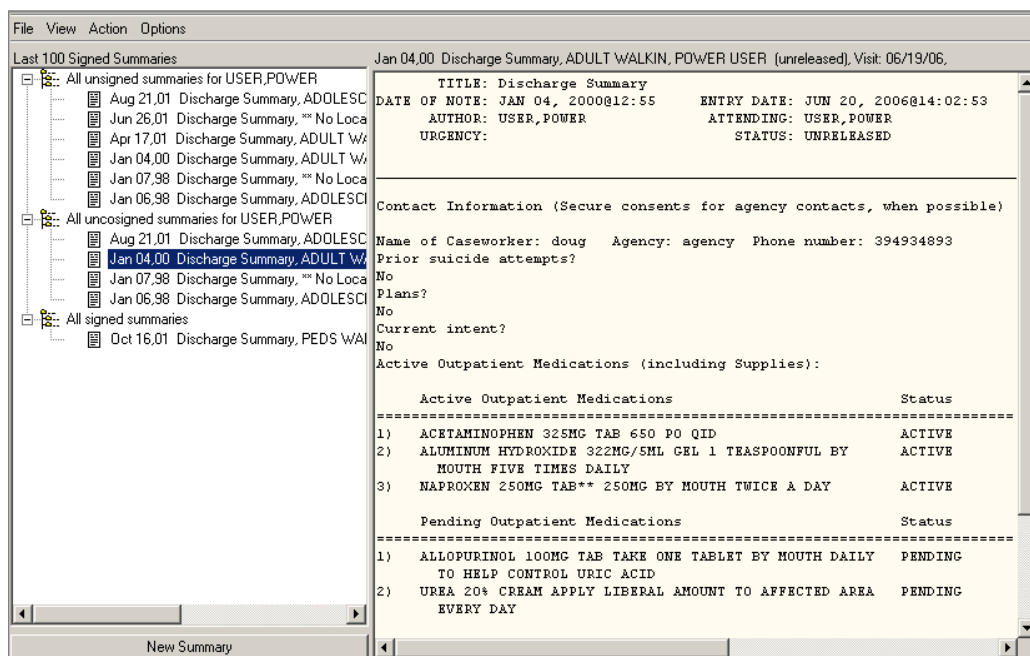 File View Action Options
Last 100 Signed Summaries
Jan 04,00 Discharge Summary, ADULT WALKIN, POWER USER (unreleased), Visit: 06/19/06,
All unsigned summaries for USER,POWER
Aug 21,01 Discharge Summary, ADOLESC
Jun 26,01 Discharge Summary, ** No Loca
Apr 17,01 Discharge Summary, ADULT WA
Jan 04,00 Discharge Summary, ADULT WA
Jan 07,98 Discharge Summary, ** No Loca
Jan 06,98 Discharge Summary, ADOLESCI
All uncosigned summaries for USER,POWER
Aug 21,01 Discharge Summary, ADOLESC
Jan 04,00 Discharge Summary, ADULT WA
Jan 07,98 Discharge Summary, ** No Loca
Jan 06,98 Discharge Summary, ADOLESCI
All signed summaries
Oct 16,01 Discharge Summary, PEDS WAI
New Summary
TITLE: Discharge Summary
DATE OF NOTE: JAN 04, 2000@12:55 ENTRY DATE: JUN 20, 2006@14:02:53
AUTHOR: USER,POWER ATTENDING: USER,POWER
URGENCY: STATUS: UNRELEASED
Contact Information (Secure consents for agency contacts, when possible)
Name of Caseworker: doug Agency: agency Phone number: 394934893
Prior suicide attempts?
No
Plans?
No
Current intent?
No
Active Outpatient Medications (including Supplies):
Active Outpatient Medications Status
=========================================================================
1) ACETAMINOPHEN 325MG TAB 650 PO QID ACTIVE
2) ALUMINUM HYDROXIDE 322MG/5ML GEL 1 TEASPOONFUL BY ACTIVE
MOUTH FIVE TIMES DAILY
3) NAPROXEN 250MG TAB** 250MG BY MOUTH TWICE A DAY ACTIVE
Pending Outpatient Medications Status
=========================================================================
1) ALLOPURINOL 100MG TAB TAKE ONE TABLET BY MOUTH DAILY PENDING
TO HELP CONTROL URIC ACID
2) UREA 20% CREAM APPLY LIBERAL AMOUNT TO AFFECTED AREA PENDING
EVERY DAY